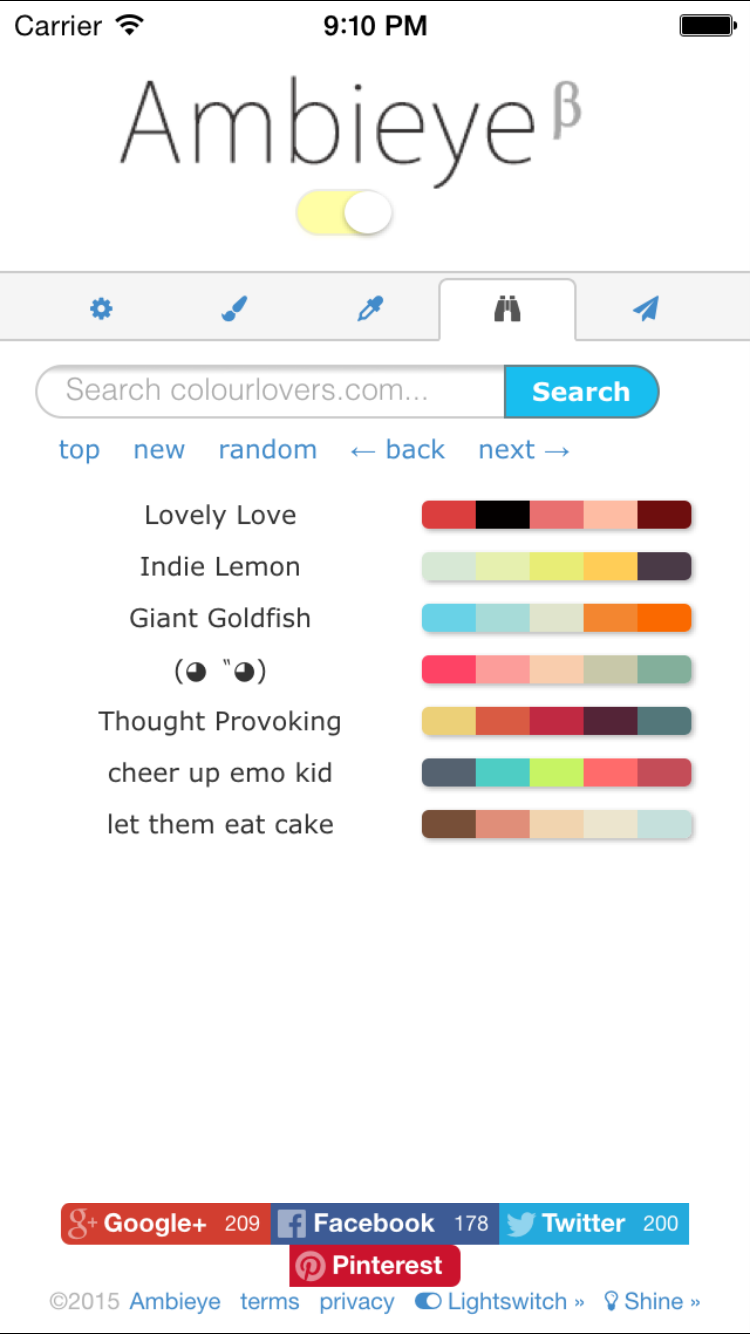 Carrier 9:10 PM
Ambieye β
Search colourlovers.com... Search
top new random ← back next →
Lovely Love
Indie Lemon
Giant Goldfish
(◕ ‶◕)
Thought Provoking
cheer up emo kid
let them eat cake
g+ Google+ 209 f Facebook 178 Twitter 200
Pinterest
©2015 Ambieye terms privacy Lightswitch » Shine »